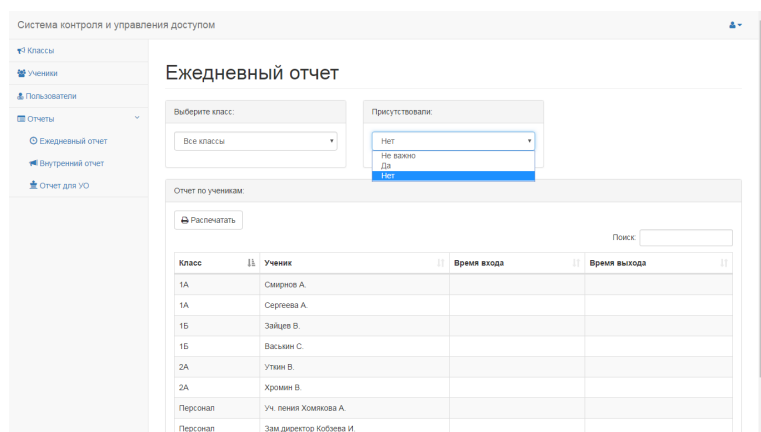 Система контроля и управления доступом
Классы
Ученики
Пользователи
Отчеты
Ежедневный отчет
Внутренний отчет
Отчет для УО
Ежедневный отчет
Выберите класс:
Все классы
Присутствовали:
Нет
Не важно
Да
Нет
Отчет по ученикам:
Распечатать
Поиск:
Класс Ученик Время входа Время выхода
1А Смирнов А.
1А Сергеева А.
1Б Зайцев В.
1Б Васькин С.
2А Уткин В.
2А Хромин В.
Персонал Уч. пения Хомякова А.
Персонал Зам.директор Кобзева И.